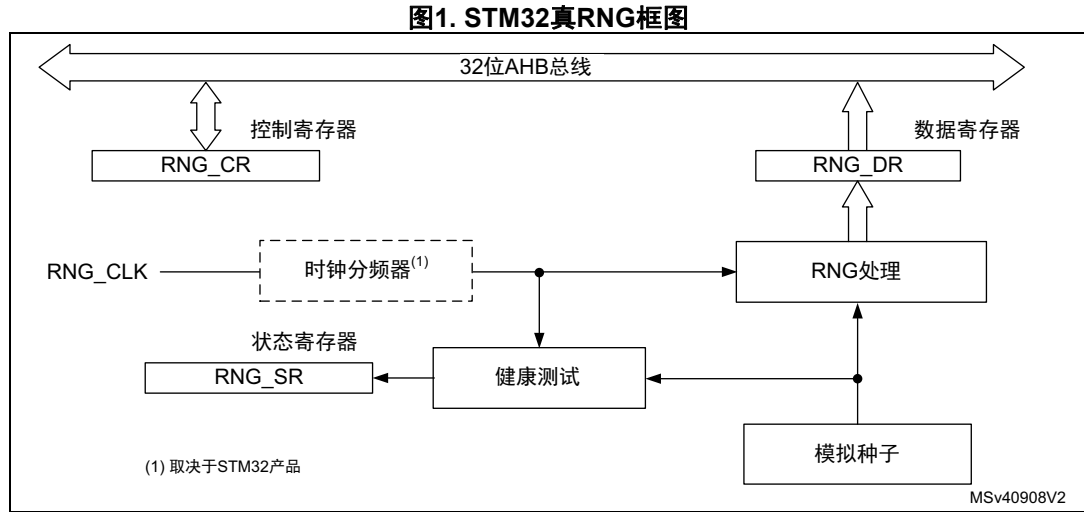 图1. STM32真RNG框图
32位AHB总线
控制寄存器
数据寄存器
RNG_CR
RNG_DR
RNG_CLK
时钟分频器(1)
RNG处理
状态寄存器
RNG_SR
健康测试
模拟种子
(1) 取决于STM32产品
MSv40908V2